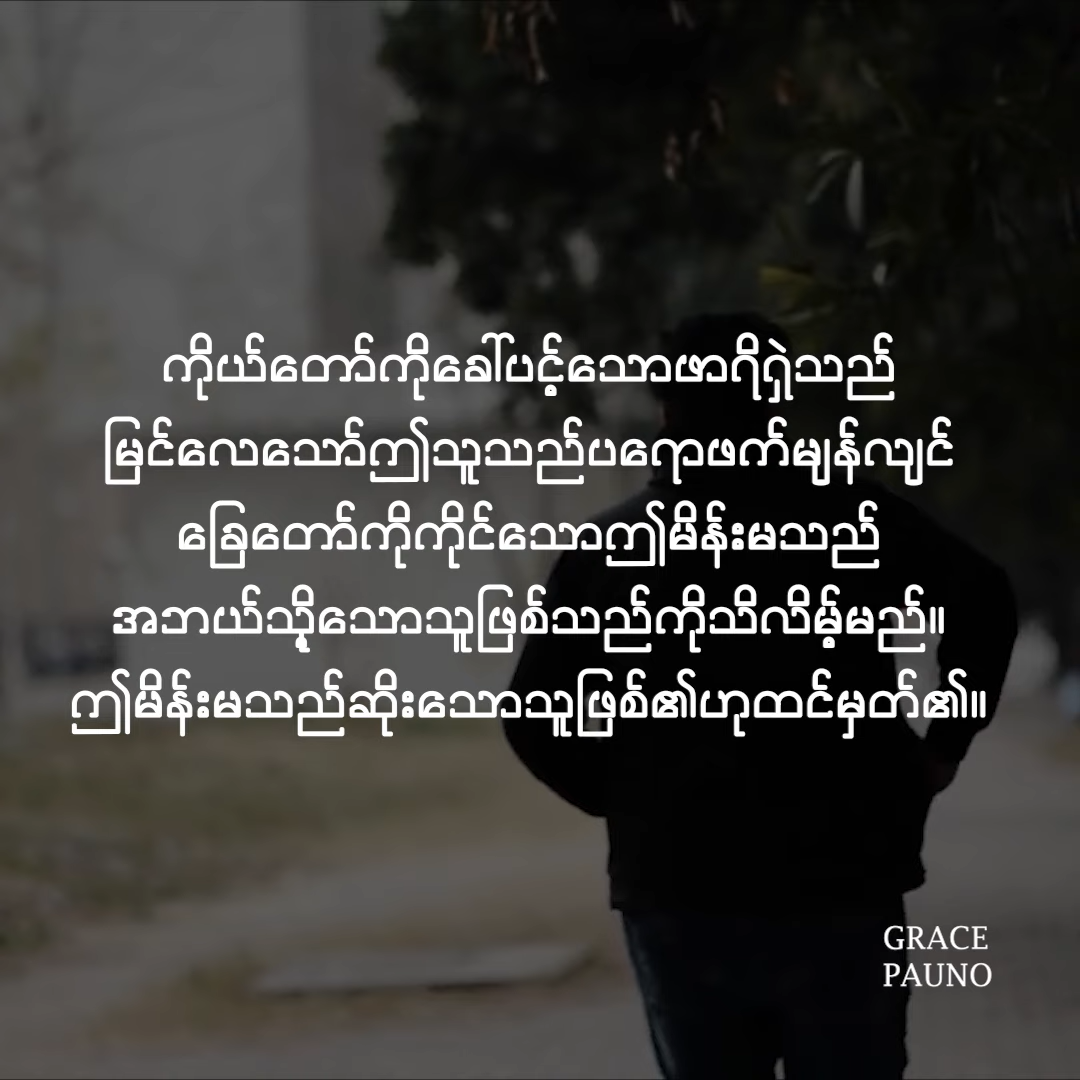 ကိုယ်တော်ကိုခေါ်ပင့်သောဖာရိရှဲသည်
မြင်လေသော်ဤသူသည်ပရောဖက်မျန်လျင်
ခြေတော်ကိုကိုင်သောဤမိန်းမသည်
အဘယ်သို့သောသူဖြစ်သည်ကိုသိလိမ့်မည်။
ဤမိန်းမသည်ဆိုးသောသူဖြစ်၏ဟုထင်မှတ်၏။
GRACE
PAUNO